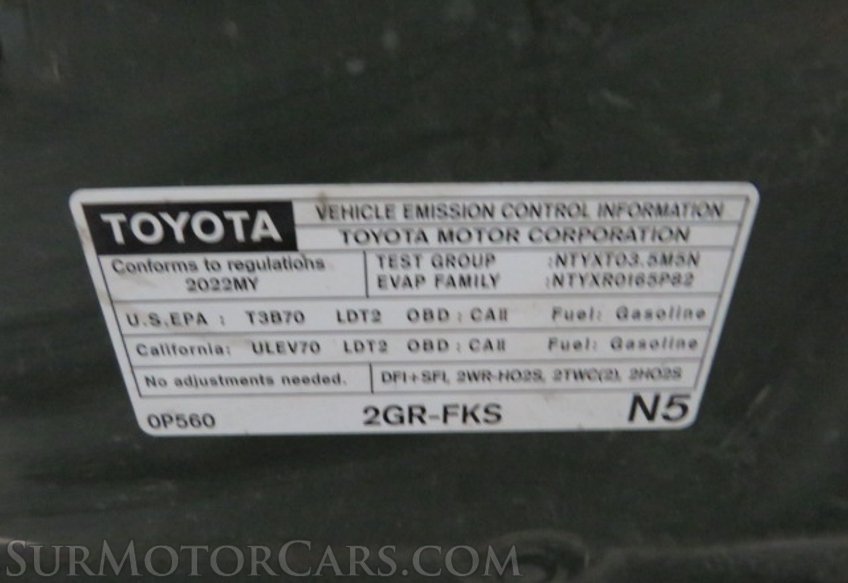 TOYOTA
VEHICLE EMISSION CONTROL INFORMATION
TOYOTA MOTOR CORPORATION
Conforms to regulations
2022MY
TEST GROUP :NTYXT03.5M5N
EVAP FAMILY :NTYXR0165P82
U.S.EPA : T3B70 LDT2 OBD : CAII Fuel: Gasoline
California: ULEV70 LDT2 OBD : CAII Fuel: Gasoline
No adjustments needed. DFI+SFI, 2WR-HO2S, 2TWC(2), 2HO2S
0P560 2GR-FKS N5
SURMOTORCARS.COM